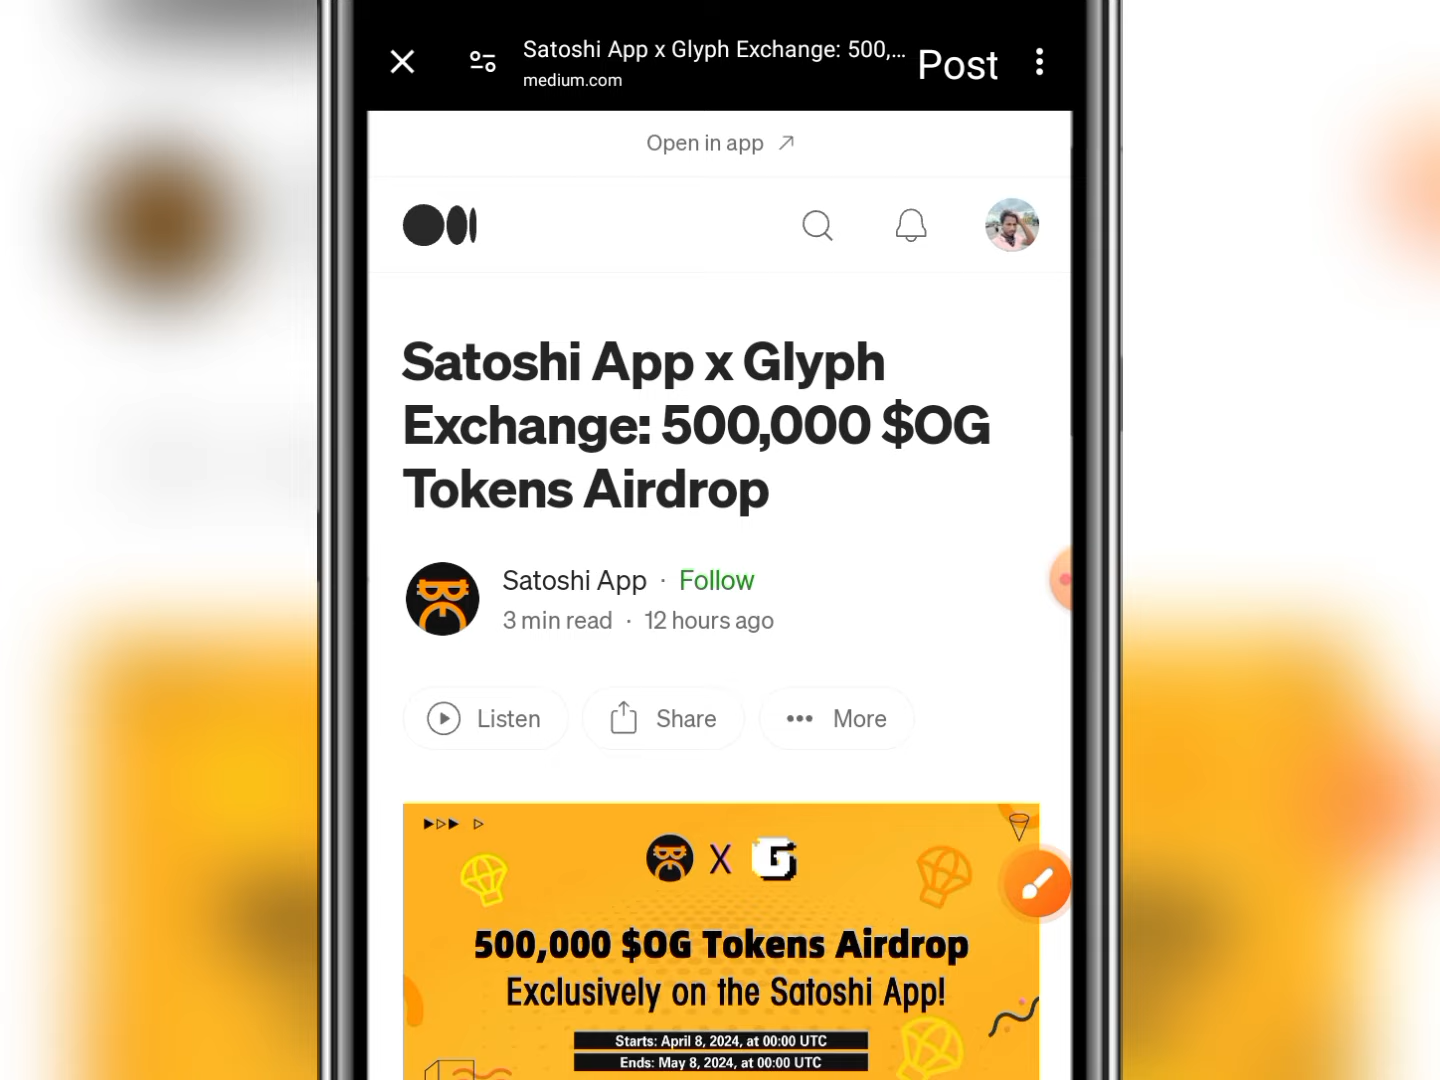 Satoshi App x Glyph Exchange: 500,...
medium.com
Post
Open in app
Satoshi App x Glyph
Exchange: 500,000 $OG
Tokens Airdrop
Satoshi App · Follow
3 min read · 12 hours ago
Listen
Share
More
X
G
500,000 $OG Tokens Airdrop
Exclusively on the Satoshi App!
Starts: April 8, 2024, at 00:00 UTC
Ends: May 8, 2024, at 00:00 UTC